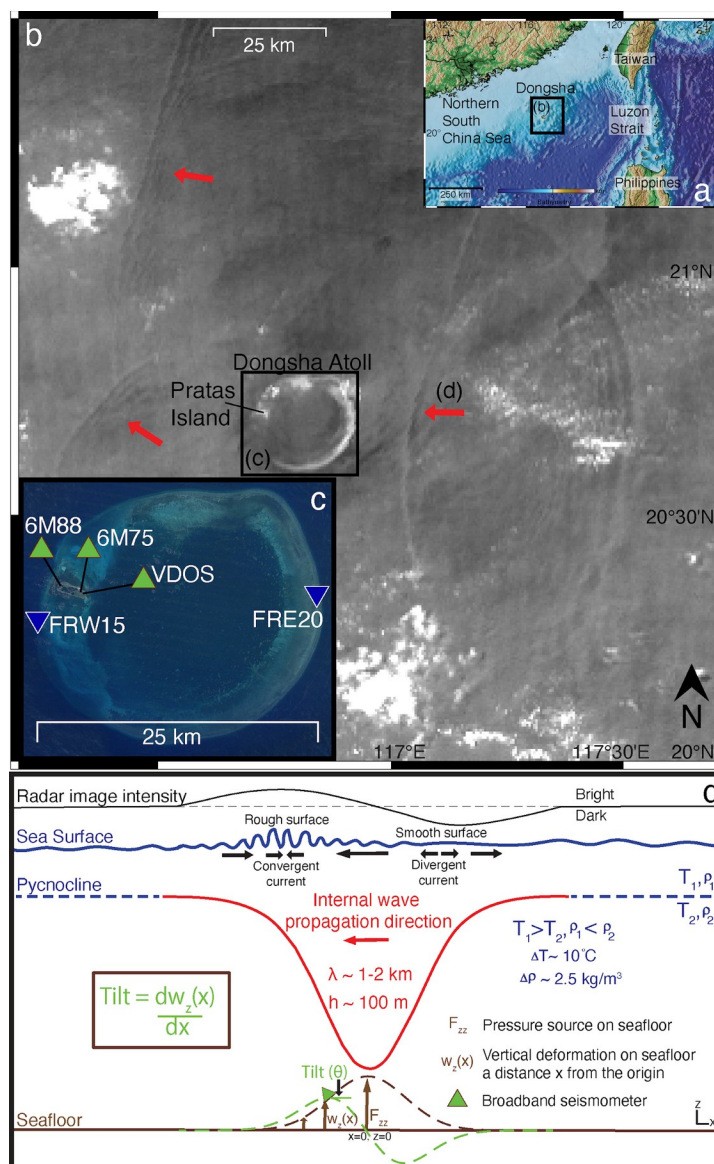 b
25 km
112°
116°
120°
124°
Taiwan
Dongsha
(b)
Northern
South
China Sea
20°
Luzon
Strait
Philippines
250 km
Bathymetry
a
21°N
Dongsha Atoll
Pratas
Island
(c)
(d)
20°30'N
c
6M88
6M75
VDOS
FRW15
FRE20
25 km
N
117°E
117°30'E
20°N
d
Radar image intensity
Bright
Dark
Sea Surface
Rough surface
Smooth surface
Convergent
current
Divergent
current
Pycnocline
T1,ρ1
T2,ρ2
Internal wave
propagation direction
T1>T2,ρ1<ρ2
ΔT~ 10°C
Δρ ~ 2.5 kg/m³
λ ~ 1-2 km
h ~ 100 m
Tilt = dwz(x)
dx
Fzz Pressure source on seafloor
wz(x) Vertical deformation on seafloor
a distance x from the origin
Broadband seismometer
Tilt (θ)
wz(x)
Fzz
Seafloor
x=0, z=0
z
x